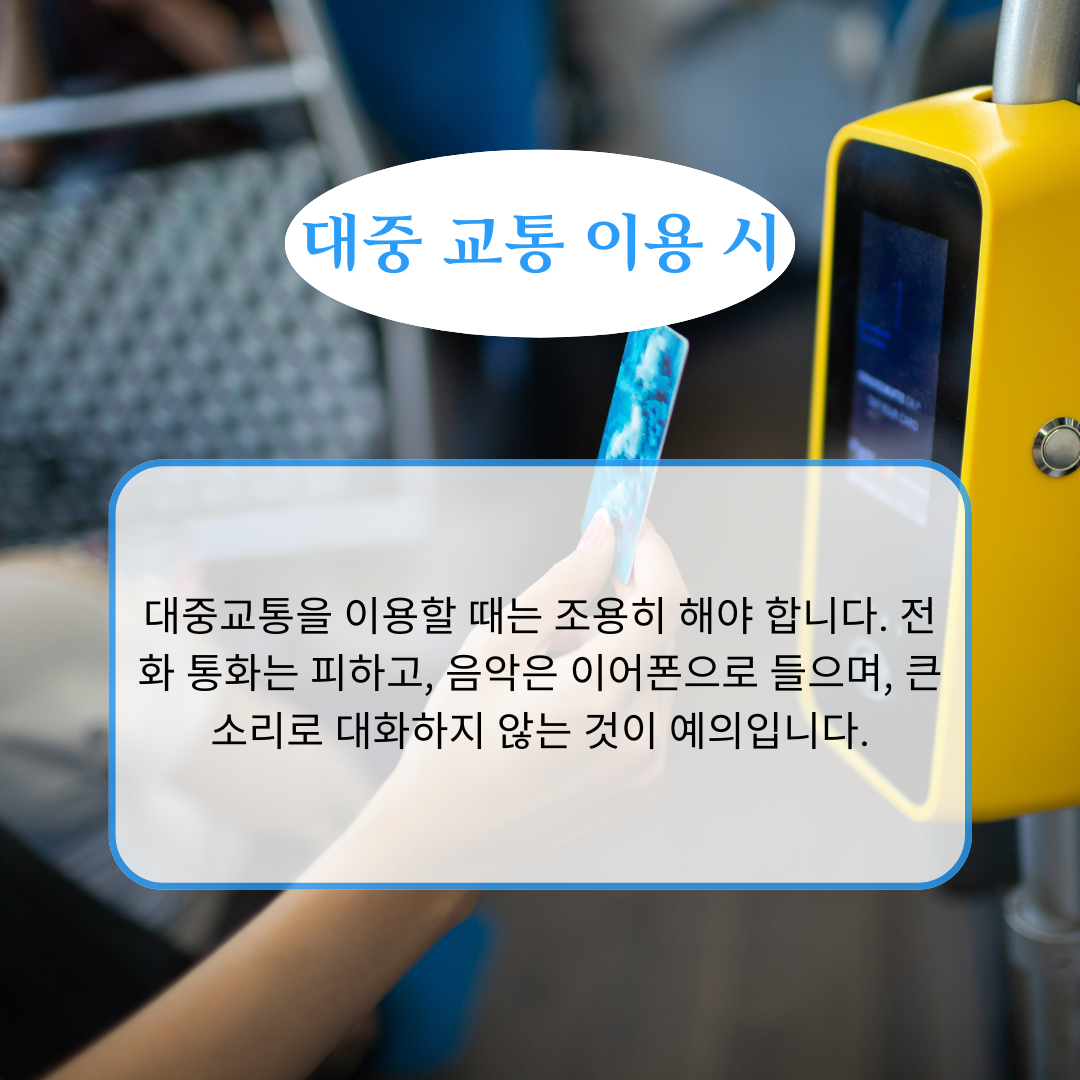 대중 교통 이용 시
대중교통을 이용할 때는 조용히 해야 합니다. 전
화 통화는 피하고, 음악은 이어폰으로 들으며, 큰
소리로 대화하지 않는 것이 예의입니다.